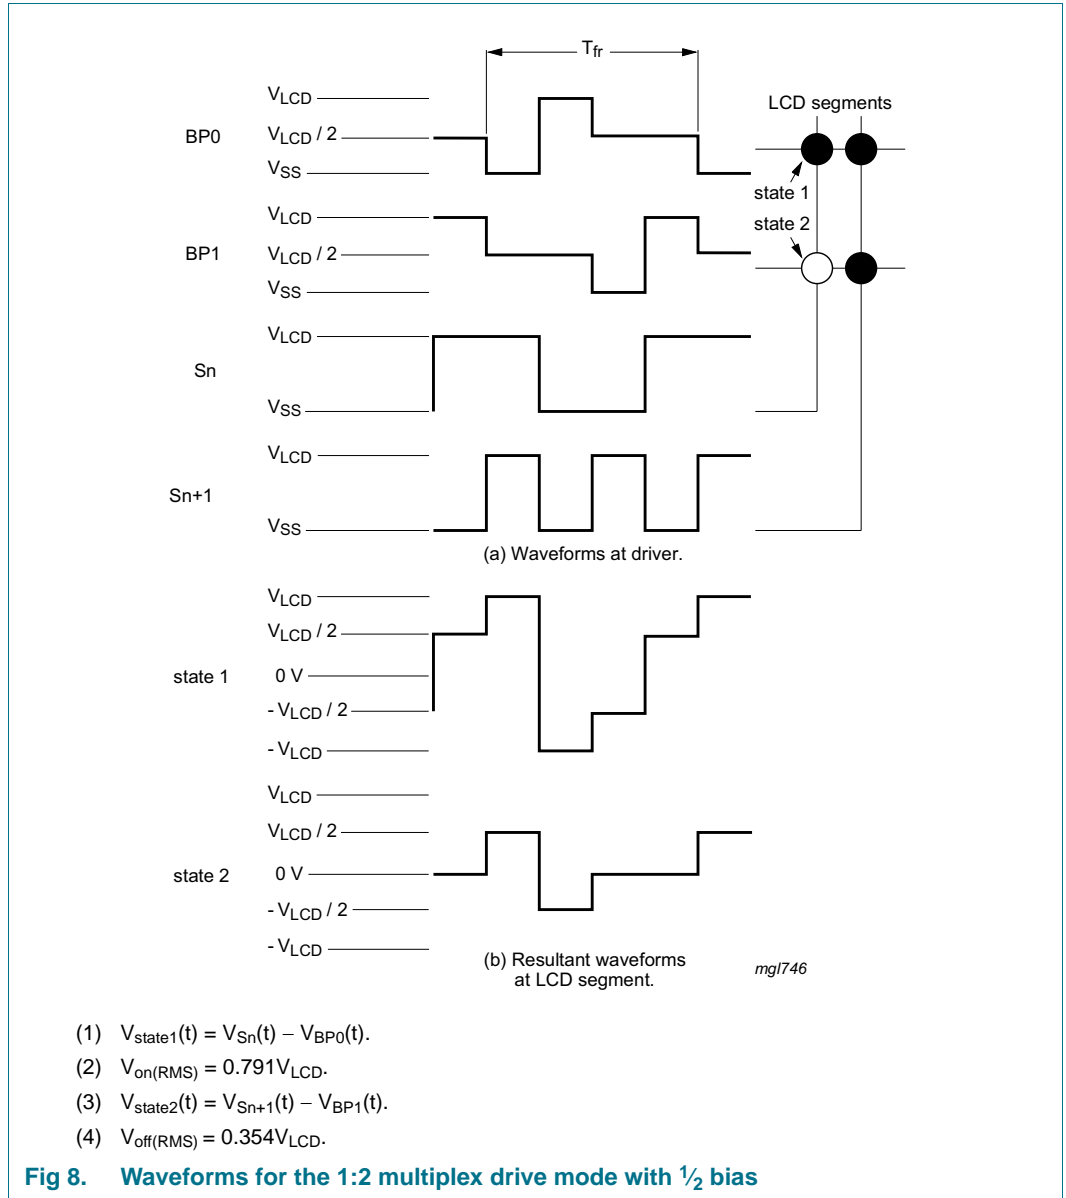 Tfr
VLCD
LCD segments
BP0
VLCD / 2
VSS
state 1
VLCD
state 2
BP1
VLCD / 2
VSS
VLCD
Sn
VSS
VLCD
Sn+1
VSS
(a) Waveforms at driver.
VLCD
VLCD / 2
state 1
0 V
- VLCD / 2
- VLCD
VLCD
VLCD / 2
state 2
0 V
- VLCD / 2
- VLCD
(b) Resultant waveforms
at LCD segment.
mgl746
(1) Vstate1(t) = VSn(t) − VBP0(t).
(2) Von(RMS) = 0.791VLCD.
(3) Vstate2(t) = VSn+1(t) − VBP1(t).
(4) Voff(RMS) = 0.354VLCD.
Fig 8. Waveforms for the 1:2 multiplex drive mode with 1⁄2 bias